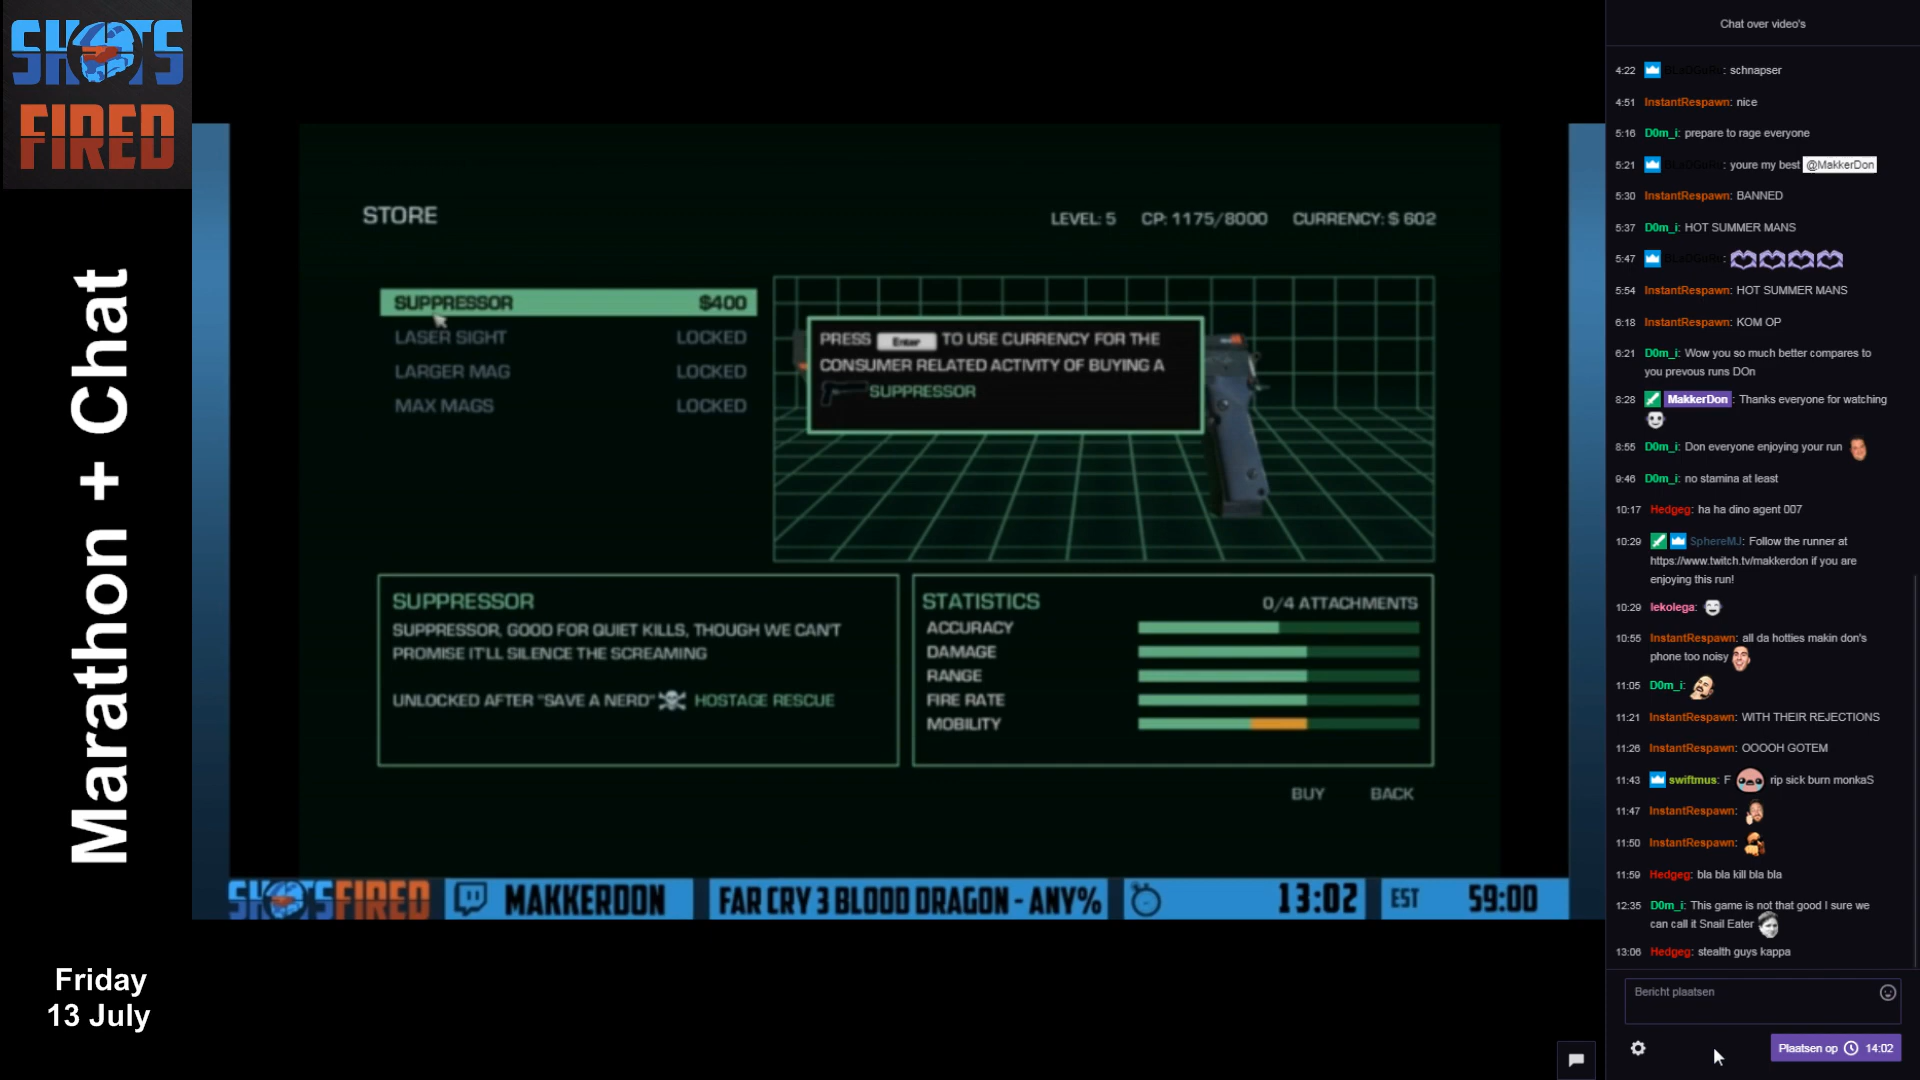 SHOTS
FIRED
Marathon + Chat
Friday
13 July
STORE
LEVEL: 5 CP: 1175/8000 CURRENCY: $ 602
SUPPRESSOR $400
LASER SIGHT LOCKED
LARGER MAG LOCKED
MAX MAGS LOCKED
PRESS Enter TO USE CURRENCY FOR THE
CONSUMER RELATED ACTIVITY OF BUYING A
SUPPRESSOR
SUPPRESSOR
SUPPRESSOR, GOOD FOR QUIET KILLS, THOUGH WE CAN'T
PROMISE IT'LL SILENCE THE SCREAMING
UNLOCKED AFTER "SAVE A NERD" HOSTAGE RESCUE
STATISTICS 0/4 ATTACHMENTS
ACCURACY
DAMAGE
RANGE
FIRE RATE
MOBILITY
BUY BACK
SHOTSFIRED MAKKERDON FAR CRY 3 BLOOD DRAGON - ANY% 13:02 EST 59:00
Chat over video's
4:22 : schnapser
4:51 InstantRespawn: nice
5:16 D0m_i: prepare to rage everyone
5:21 : youre my best @MakkerDon
5:30 InstantRespawn: BANNED
5:37 D0m_i: HOT SUMMER MANS
5:47 :
5:54 InstantRespawn: HOT SUMMER MANS
6:18 InstantRespawn: KOM OP
6:21 D0m_i: Wow you so much better compares to
you prevous runs DOn
8:28 MakkerDon: Thanks everyone for watching
8:55 D0m_i: Don everyone enjoying your run
9:46 D0m_i: no stamina at least
10:17 Hedgeg: ha ha dino agent 007
10:29 SphereMJ: Follow the runner at
https://www.twitch.tv/makkerdon if you are
enjoying this run!
10:29 lekolega:
10:55 InstantRespawn: all da hotties makin don's
phone too noisy
11:05 D0m_i:
11:21 InstantRespawn: WITH THEIR REJECTIONS
11:26 InstantRespawn: OOOOH GOTEM
11:43 swiftmus: F rip sick burn monkaS
11:47 InstantRespawn:
11:50 InstantRespawn:
11:59 Hedgeg: bla bla kill bla bla
12:35 D0m_i: This game is not that good I sure we
can call it Snail Eater
13:06 Hedgeg: stealth guys kappa
Bericht plaatsen
Plaatsen op 14:02